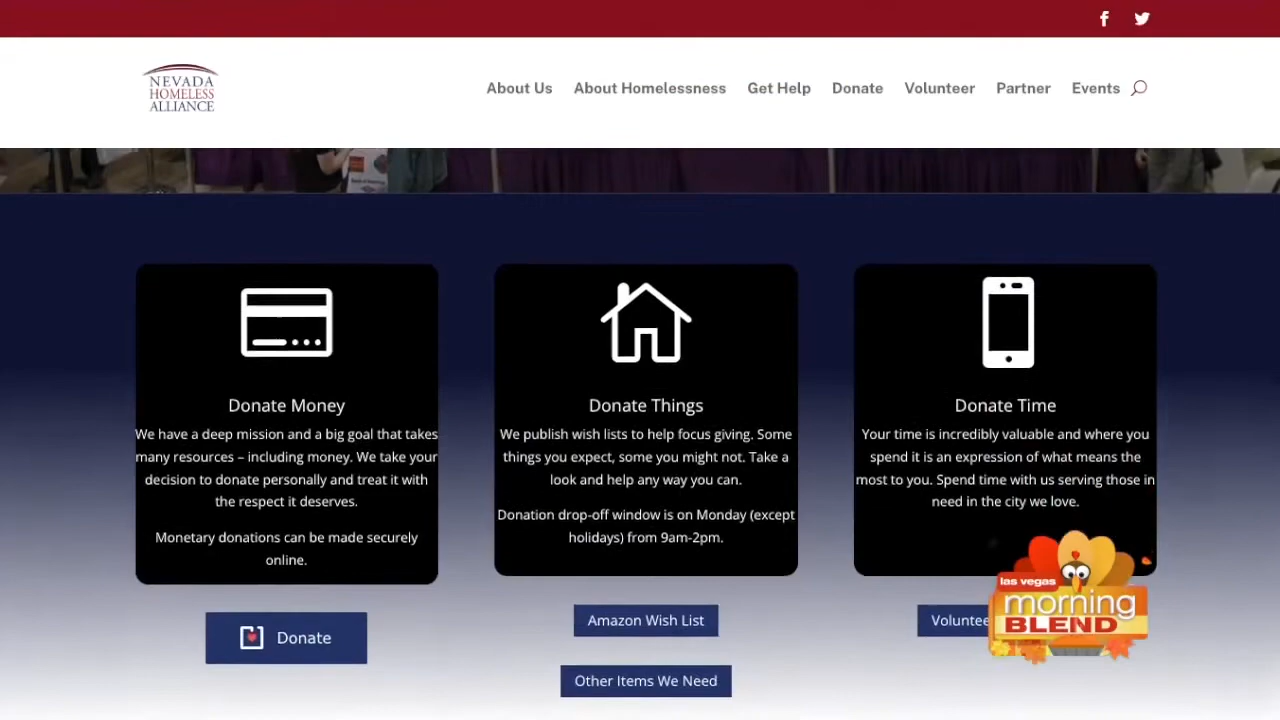 NEVADA
HOMELESS
ALLIANCE
About Us About Homelessness Get Help Donate Volunteer Partner Events
Donate Money
We have a deep mission and a big goal that takes
many resources – including money. We take your
decision to donate personally and treat it with
the respect it deserves.
Monetary donations can be made securely
online.
Donate
Donate Things
We publish wish lists to help focus giving. Some
things you expect, some you might not. Take a
look and help any way you can.
Donation drop-off window is on Monday (except
holidays) from 9am-2pm.
Amazon Wish List
Other Items We Need
Donate Time
Your time is incredibly valuable and where you
spend it is an expression of what means the
most to you. Spend time with us serving those in
need in the city we love.
las vegas
morning
BLEND